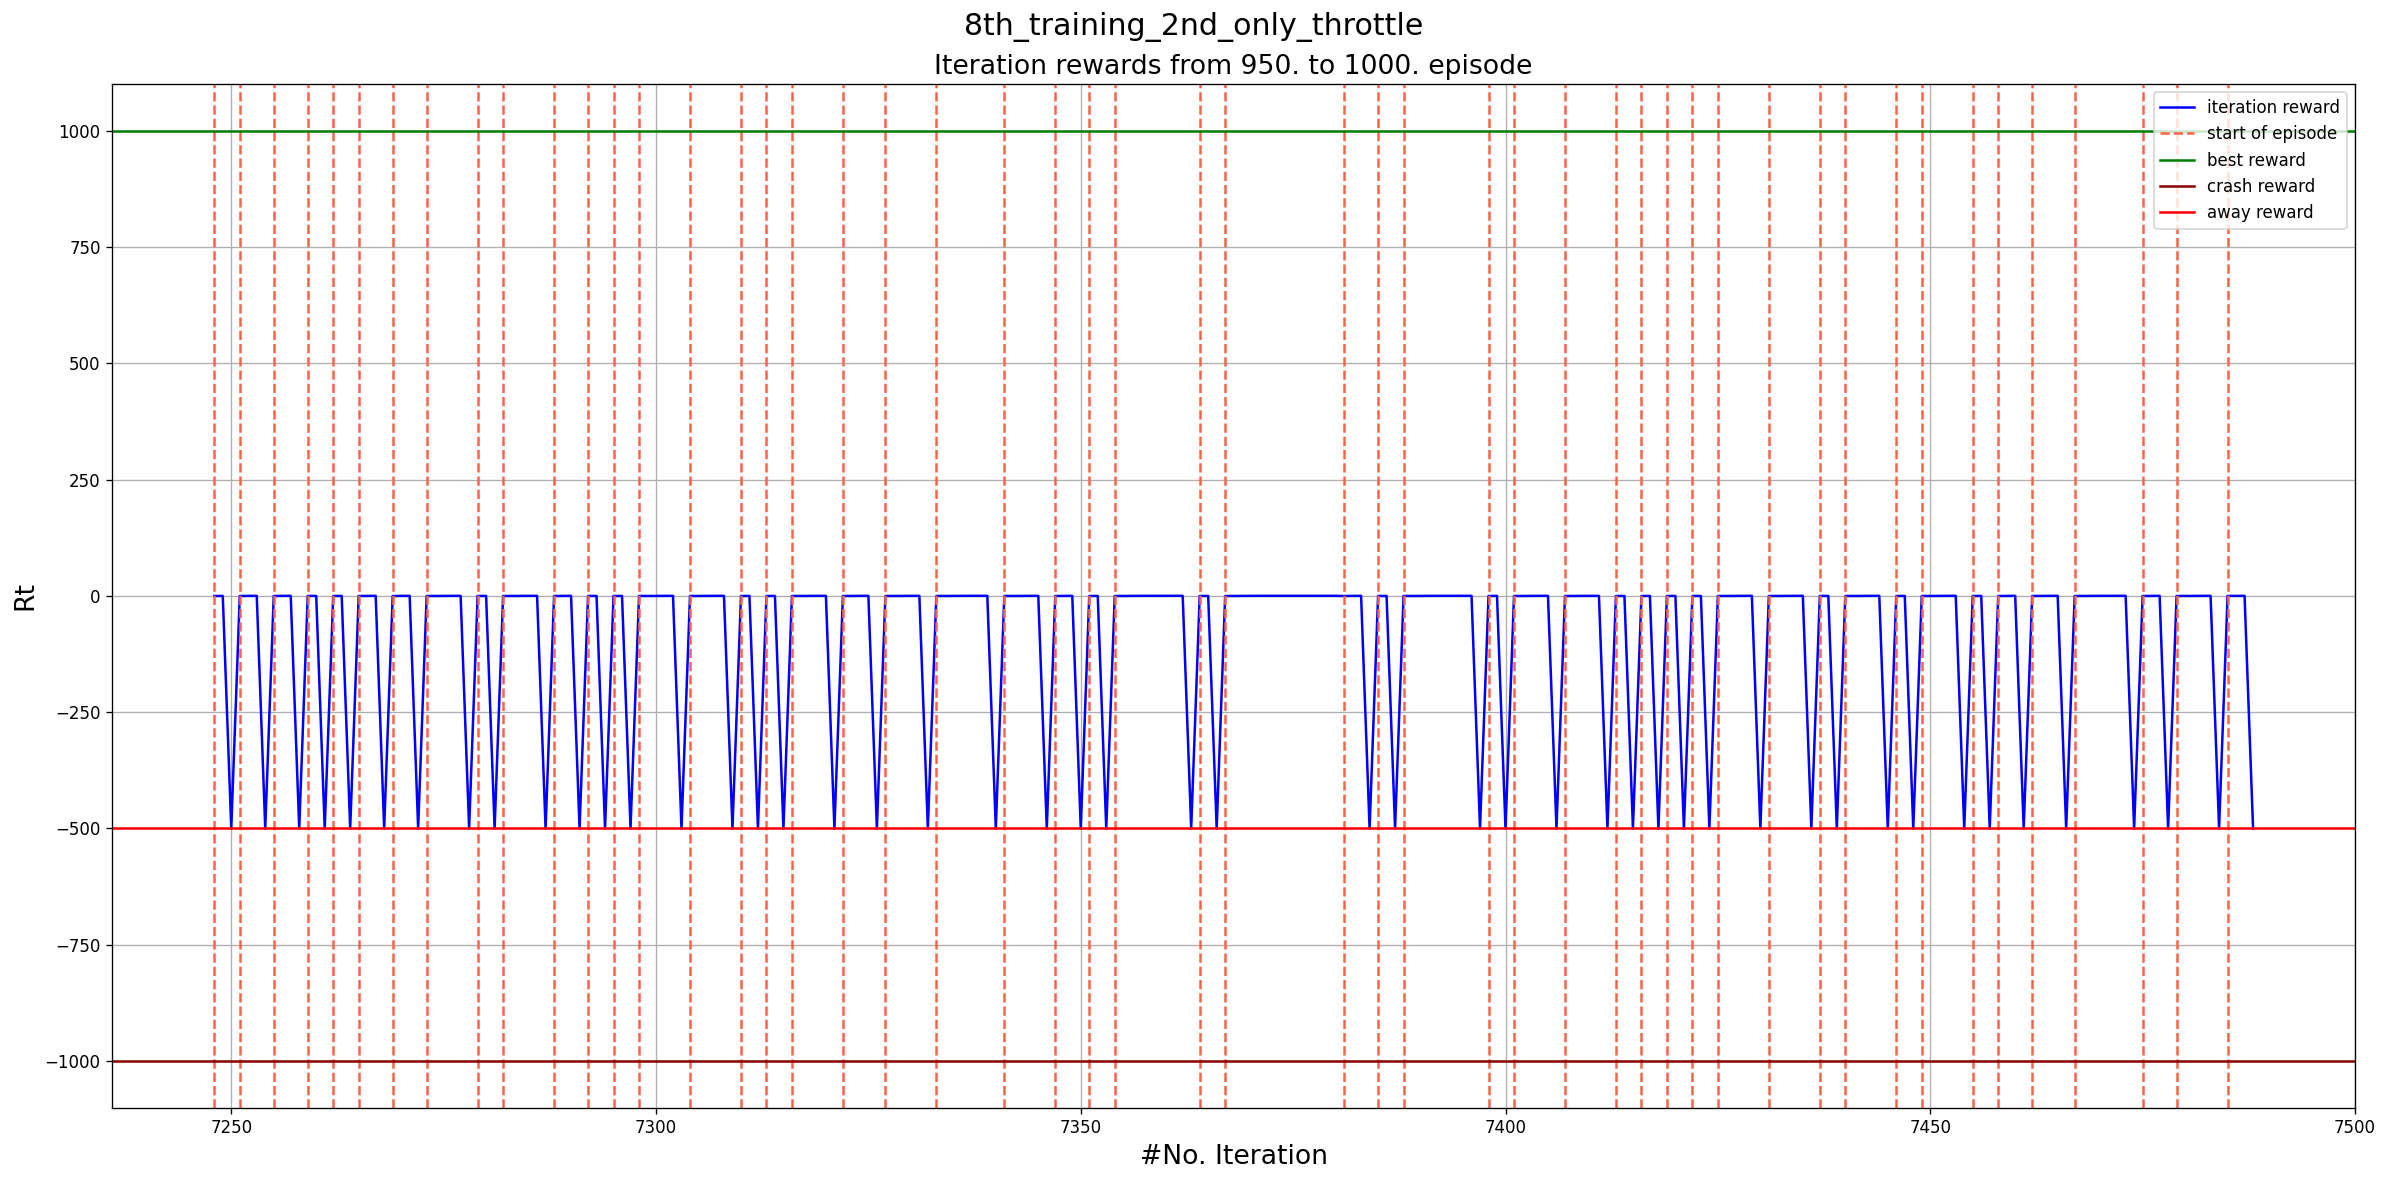 8th_training_2nd_only_throttle
Iteration rewards from 950. to 1000. episode
iteration reward
start of episode
best reward
crash reward
away reward
1000
750
500
250
0
−250
−500
−750
−1000
Rt
7250 7300 7350 7400 7450 7500
#No. Iteration